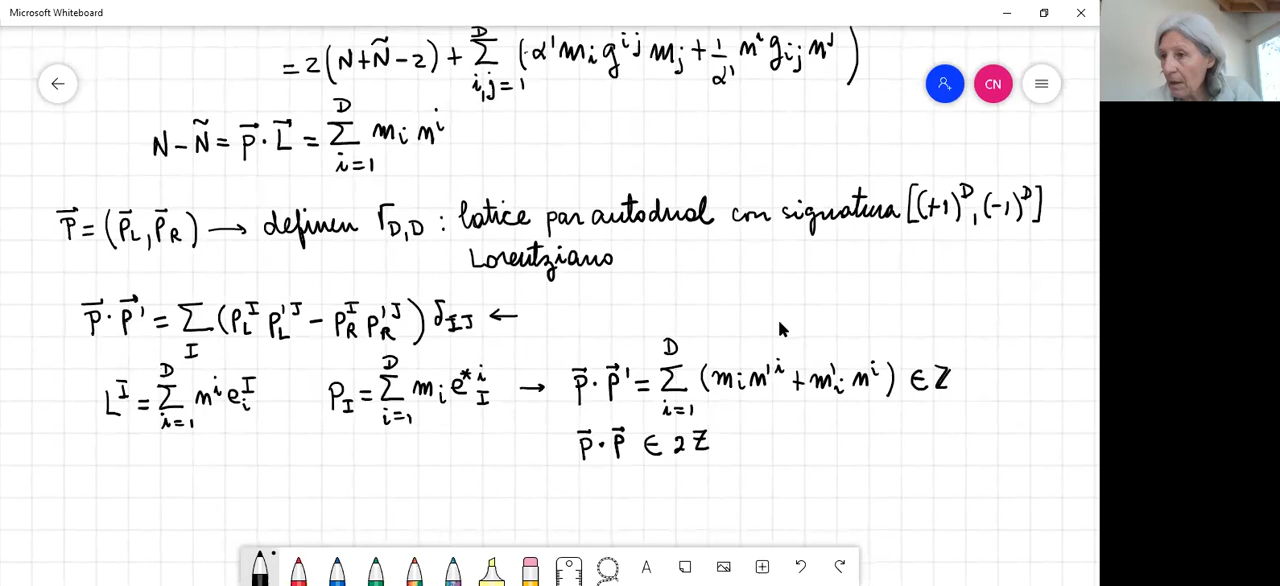 Microsoft Whiteboard
= 2(N+Ñ-2) + Σ_{i,j=1}^{D} (α' m_i g^{ij} m_j + 1/α' n^i g_{ij} n^j)
CN
N - Ñ = P⃗ · L⃗ = Σ_{i=1}^{D} m_i n^i
P⃗ = (P⃗_L, P⃗_R) → definen Γ_{D,D} : latice par autodual con signatura [(+1)^D, (-1)^D]
Lorentziano
P⃗ · P⃗' = Σ_I (P_L^I P_L'^J - P_R^I P_R'^J) δ_{IJ} ←
L^I = Σ_{i=1}^{D} n^i e_i^I P_I = Σ_{i=1}^{D} m_i e*^i_I → P⃗ · P⃗' = Σ_{i=1}^{D} (m_i n'^i + m'_i n^i) ∈ Z
P⃗ · P⃗ ∈ 2Z
A